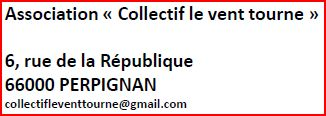 Association « Collectif le vent tourne »
6, rue de la République
66000 PERPIGNAN
collectifleventtourne@gmail.com